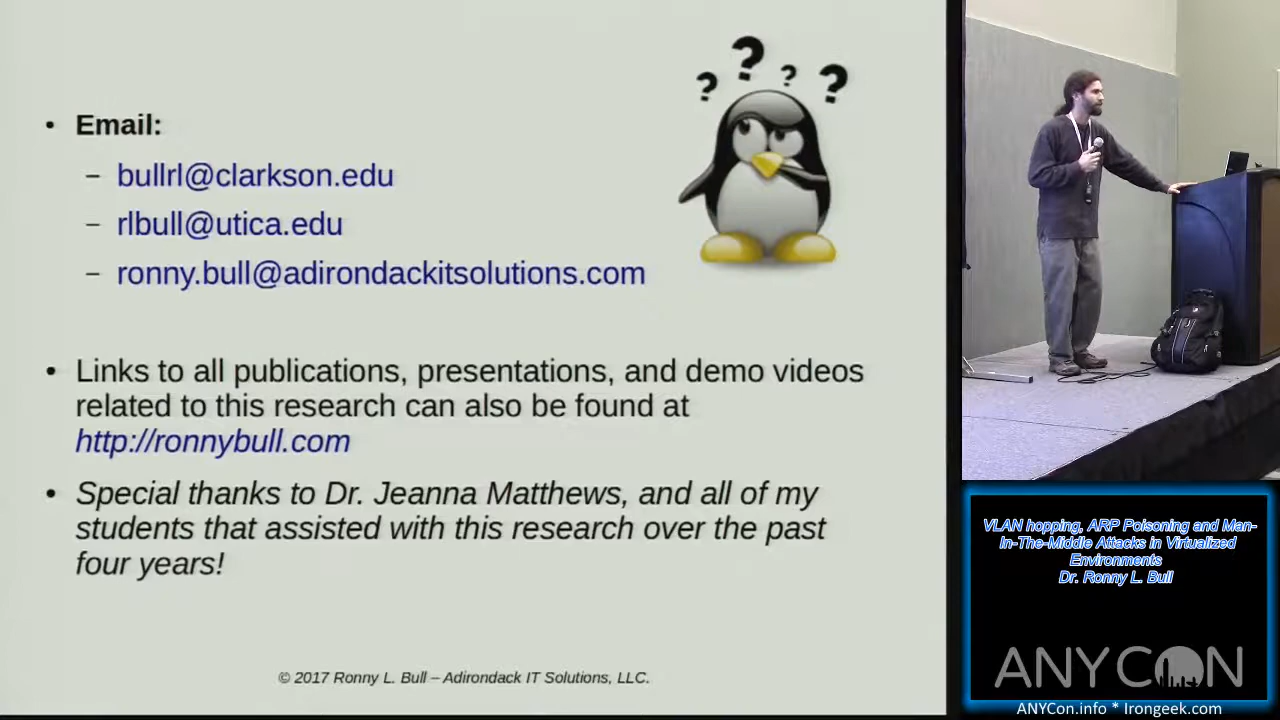 ? ? ? ?
• Email:
– bullrl@clarkson.edu
– rlbull@utica.edu
– ronny.bull@adirondackitsolutions.com
• Links to all publications, presentations, and demo videos
related to this research can also be found at
http://ronnybull.com
• Special thanks to Dr. Jeanna Matthews, and all of my
students that assisted with this research over the past
four years!
© 2017 Ronny L. Bull – Adirondack IT Solutions, LLC.
VLAN hopping, ARP Poisoning and Man-
In-The-Middle Attacks in Virtualized
Environments
Dr. Ronny L. Bull
ANYCON
ANYCon.info * Irongeek.com